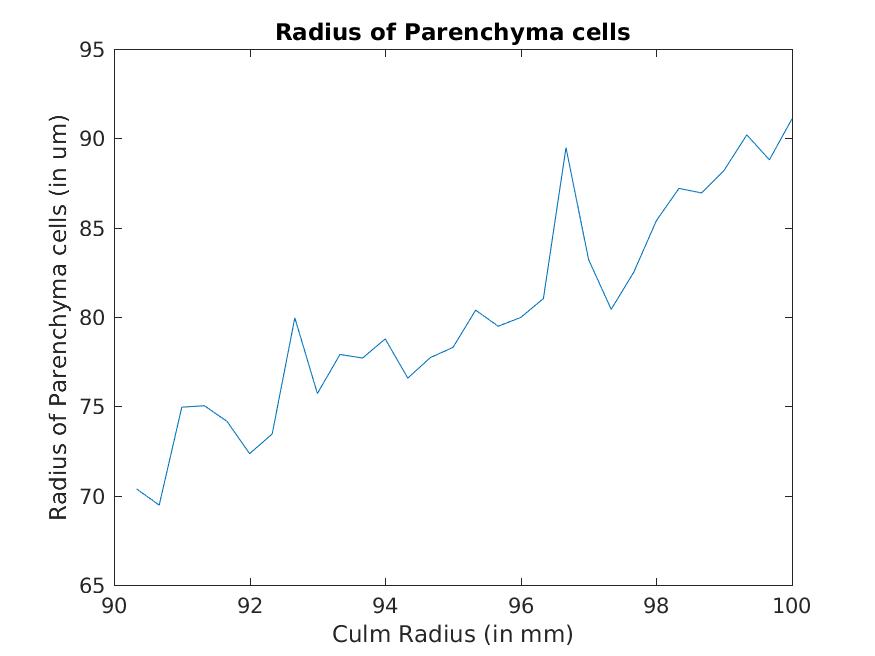 Radius of Parenchyma cells
95
90
85
80
75
70
65
Radius of Parenchyma cells (in um)
90 92 94 96 98 100
Culm Radius (in mm)